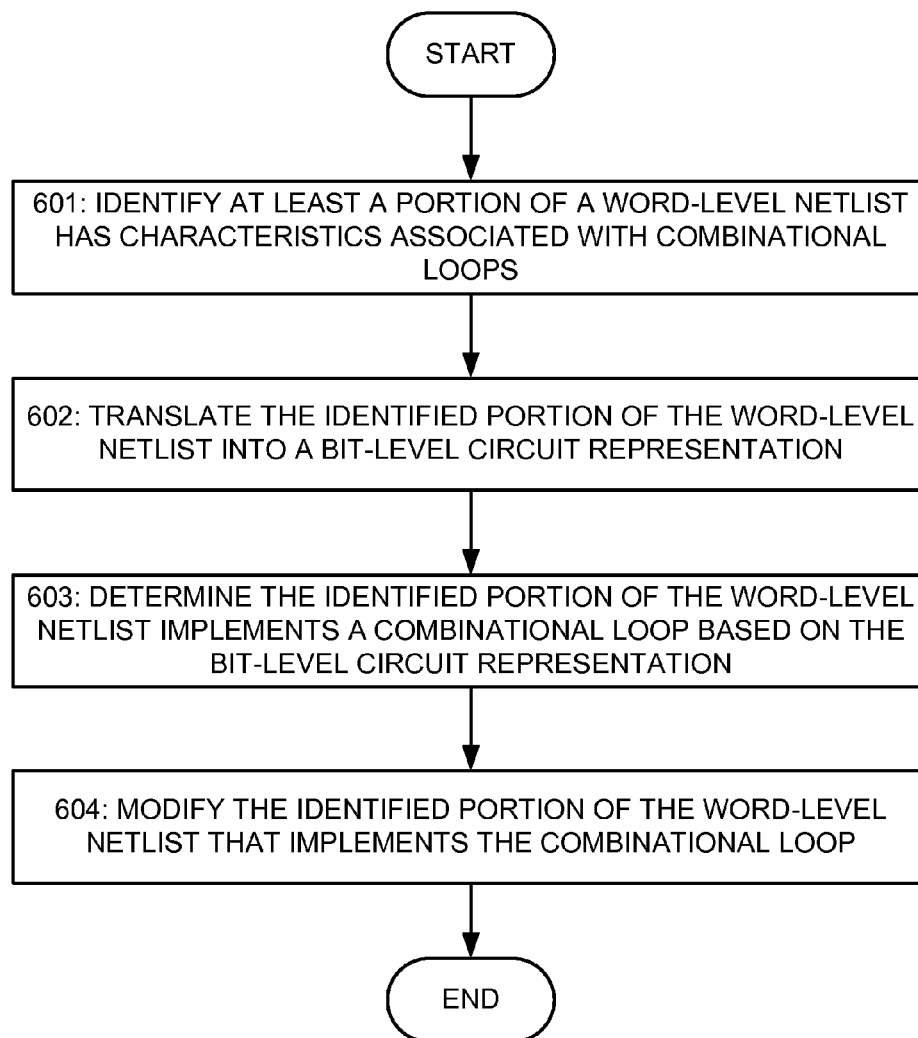 START
601: IDENTIFY AT LEAST A PORTION OF A WORD-LEVEL NETLIST
HAS CHARACTERISTICS ASSOCIATED WITH COMBINATIONAL
LOOPS
602: TRANSLATE THE IDENTIFIED PORTION OF THE WORD-LEVEL
NETLIST INTO A BIT-LEVEL CIRCUIT REPRESENTATION
603: DETERMINE THE IDENTIFIED PORTION OF THE WORD-LEVEL
NETLIST IMPLEMENTS A COMBINATIONAL LOOP BASED ON THE
BIT-LEVEL CIRCUIT REPRESENTATION
604: MODIFY THE IDENTIFIED PORTION OF THE WORD-LEVEL
NETLIST THAT IMPLEMENTS THE COMBINATIONAL LOOP
END